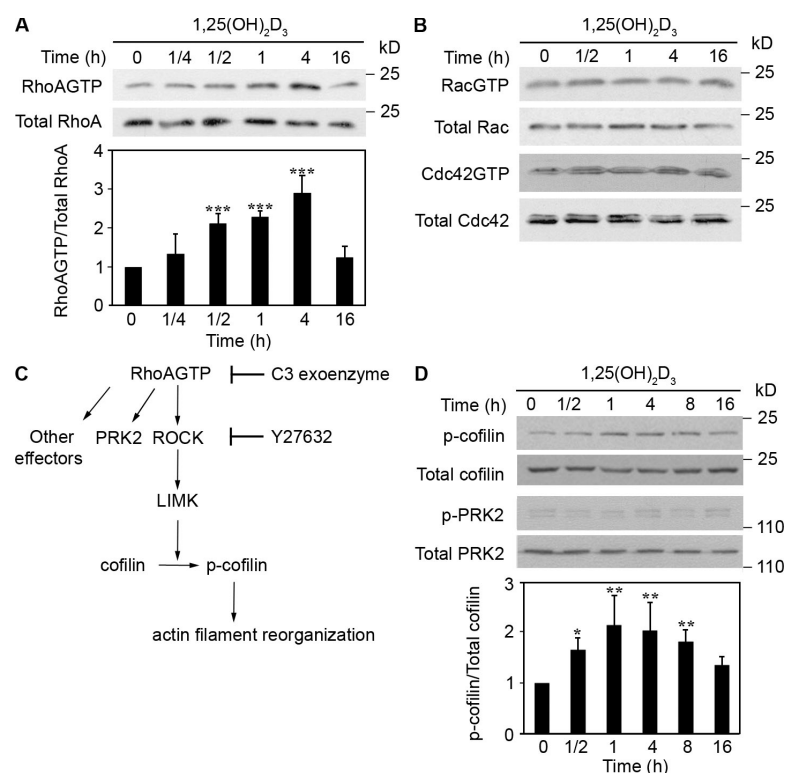 A
1,25(OH)₂D₃
kD
Time (h) 0 1/4 1/2 1 4 16
RhoAGTP 25
Total RhoA 25
RhoAGTP/Total RhoA
4
3
2
1
0
*** *** ***
0 1/4 1/2 1 4 16
Time (h)
B
1,25(OH)₂D₃
kD
Time (h) 0 1/2 1 4 16
RacGTP 25
Total Rac 25
Cdc42GTP 25
Total Cdc42 25
C
RhoAGTP C3 exoenzyme
Other PRK2 ROCK Y27632
effectors
LIMK
cofilin p-cofilin
actin filament reorganization
D
1,25(OH)₂D₃
kD
Time (h) 0 1/2 1 4 8 16
p-cofilin 25
Total cofilin 25
p-PRK2 110
Total PRK2 110
p-cofilin/Total cofilin
3
2
1
0
* ** ** **
0 1/2 1 4 8 16
Time (h)